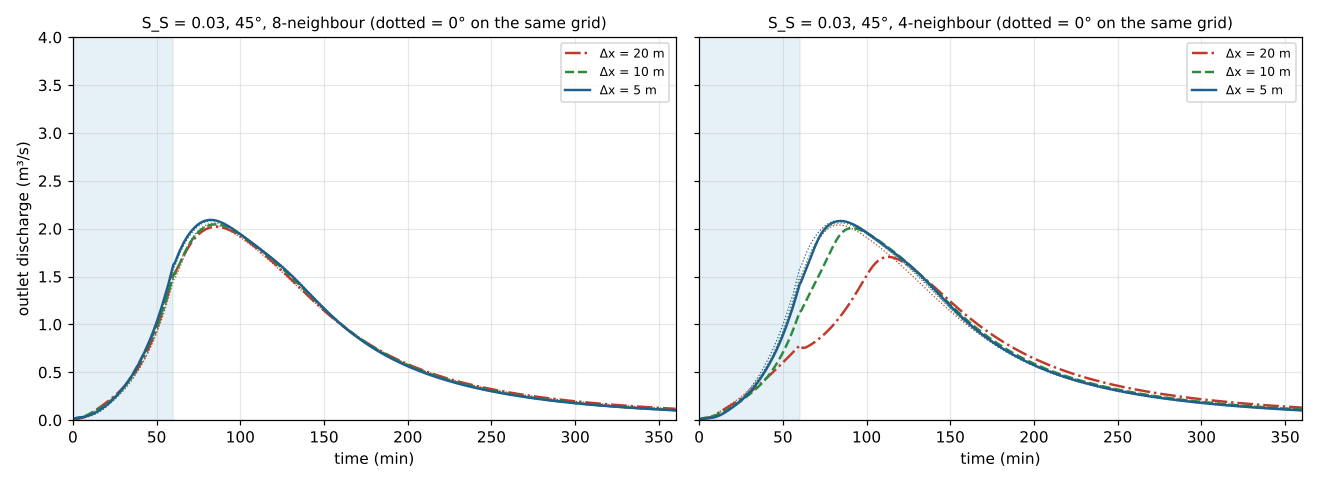 S_S = 0.03, 45°, 8-neighbour (dotted = 0° on the same grid)
4.0
3.5
3.0
2.5
2.0
1.5
1.0
0.5
0.0
outlet discharge (m³/s)
Δx = 20 m
Δx = 10 m
Δx = 5 m
0 50 100 150 200 250 300 350
time (min)
S_S = 0.03, 45°, 4-neighbour (dotted = 0° on the same grid)
Δx = 20 m
Δx = 10 m
Δx = 5 m
0 50 100 150 200 250 300 350
time (min)